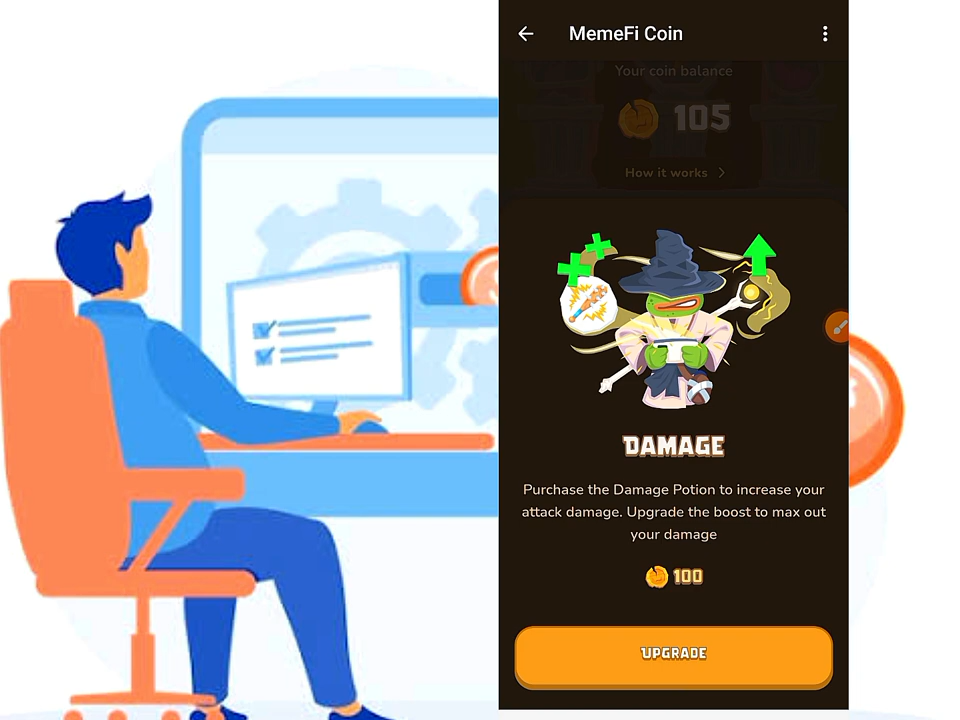 MemeFi Coin
Your coin balance
105
How it works
DAMAGE
Purchase the Damage Potion to increase your
attack damage. Upgrade the boost to max out
your damage
100
UPGRADE